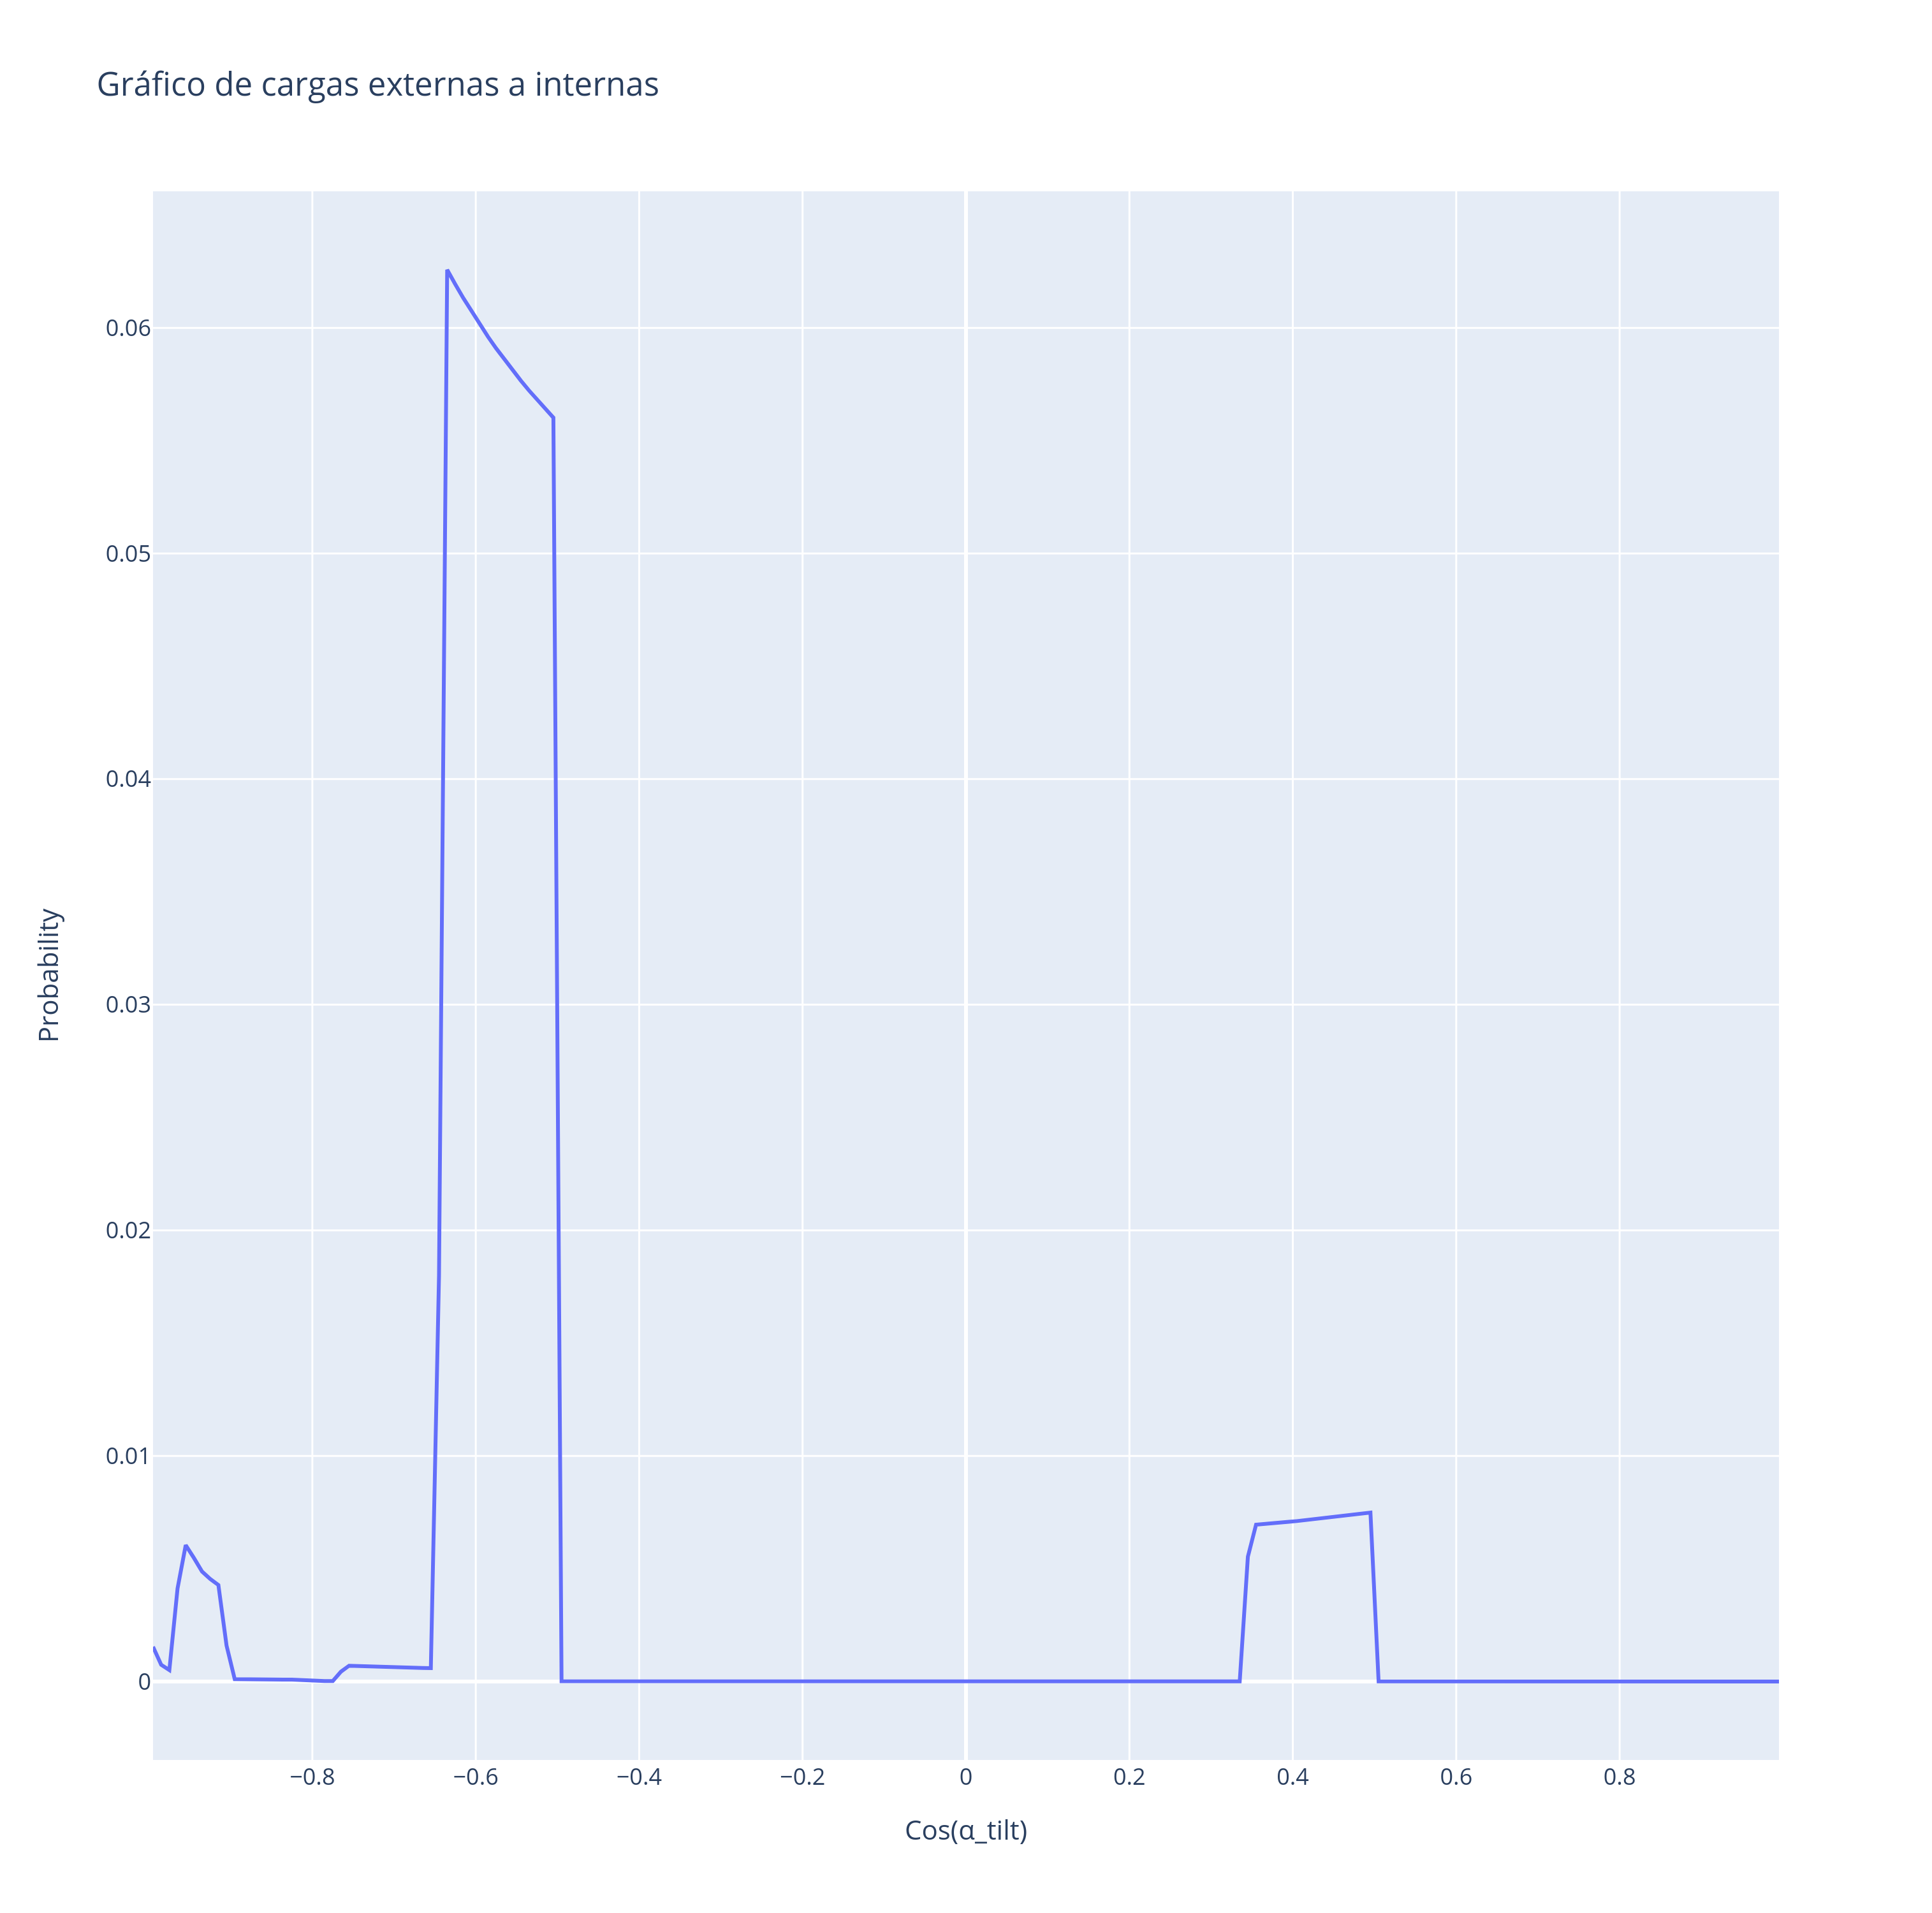 Gráfico de cargas externas a internas
0.06
0.05
0.04
0.03
0.02
0.01
0
Probability
−0.8 −0.6 −0.4 −0.2 0 0.2 0.4 0.6 0.8
Cos(α_tilt)